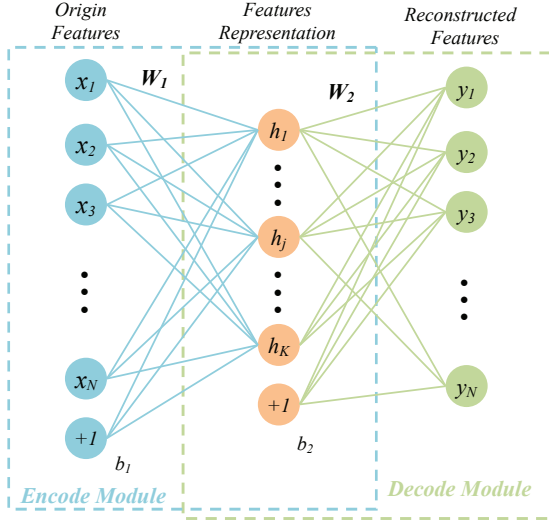 Origin
Features
Features
Representation
Reconstructed
Features
W1
W2
x1
x2
x3
xN
+1
b1
h1
hj
hK
+1
b2
y1
y2
y3
yN
Encode Module
Decode Module